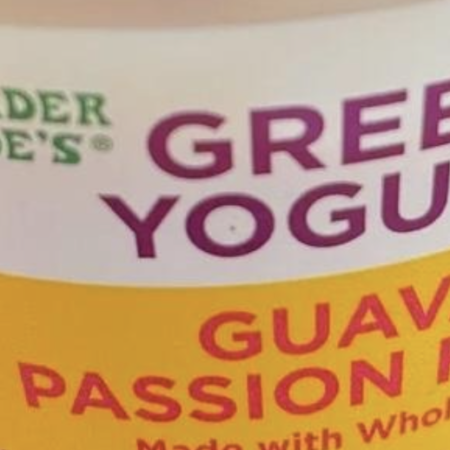 DER
E'S®
GREE
YOGU
GUAV
PASSION
Made with Whol